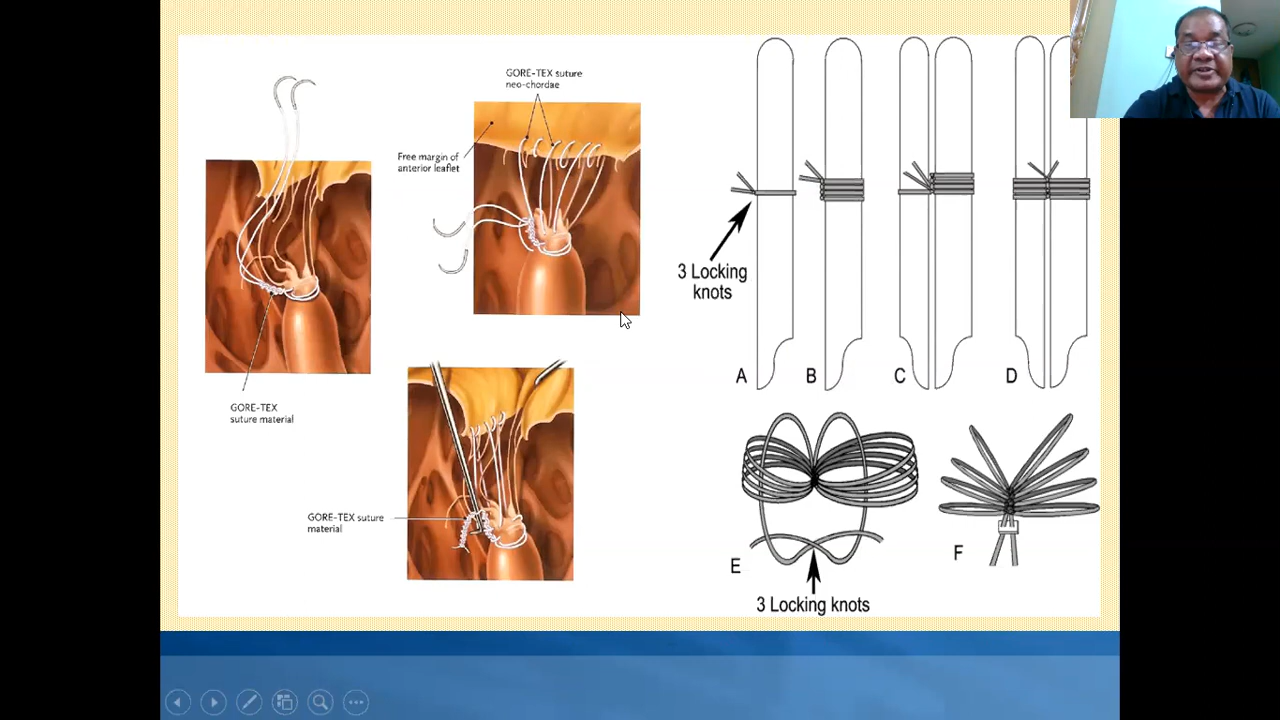 GORE-TEX suture
neo-chordae
Free margin of
anterior leaflet
GORE-TEX
suture material
GORE-TEX suture
material
3 Locking
knots
A
B
C
D
E
3 Locking knots
F